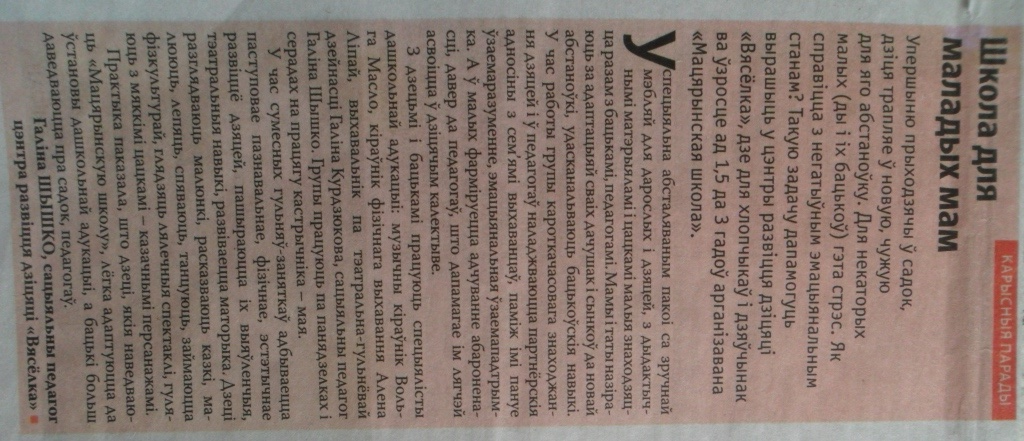 КАРЫСНЫЯ ПАРАДЫ
Школа для
маладых мам
Упершыню прыходзячы ў садок,
дзіця трапляе ў новую, чужую
для яго абстаноўку. Для некаторых
малых (ды і іх бацькоў) гэта стрэс. Як
справіцца з негатыўным эмацыянальным
станам? Такую задачу дапамогуць
вырашыць у цэнтры развіцця дзіцяці
«Вясёлка», дзе для хлопчыкаў і дзяўчынак
ва ўзросце ад 1,5 да 3 гадоў арганізавана
«Мацярынская школа».
Успецыяльна абсталяваным пакоі са зручнай
мэбляй для дарослых і дзяцей, з дыдактыч-
нымі матэрыяламі і цацкамі малыя знаходзяц-
ца разам з бацькамі, педагогамі. Мамы і таты назіра-
юць за адаптацыяй сваіх дачушак і сынкоў да новай
абстаноўкі, удасканальваюць бацькоўскія навыкі.
У час работы групы кароткачасовага знаходжан-
ня дзяцей і ў педагогаў наладжваюцца партнёрскія
адносіны з сем'ямі выхаванцаў, паміж імі пануе
ўзаемаразуменне, эмацыянальная ўзаемападтрым-
ка. А ў малых фарміруецца адчуванне абароненa-
сці, давер да педагогаў, што дапамагае ім лягчэй
асвоіцца ў дзіцячым калектыве.
З дзецьмі і бацькамі працуюць спецыялісты
дашкольнай адукацыі: музычны кіраўнік Воль-
га Масло, кіраўнік фізічнага выхавання Алена
Ліпай, выхавальнік па тэатральна-гульнёвай
дзейнасці Галіна Курдзюкова, сацыяльны педагог
Галіна Шышко. Групы працуюць па панядзелках і
серадах на працягу кастрычніка – мая.
У час сумесных гульняў-заняткаў адбываецца
паступовае пазнавальнае, фізічнае, эстэтычнае
развіццё дзяцей, пашыраюцца іх выяўленчыя,
тэатральныя навыкі, развіваецца маторыка. Дзеці
разглядваюць малюнкі, расказваюць казкі, ма-
лююць, лепяць, спяваюць, танцуюць, займаюцца
фізкультурай, глядзяць лялечныя спектаклі, гуля-
юць з мяккімі цацкамі – казачнымі персанажамі.
Практыка паказала, што дзеці, якія наведваю-
ць «Мацярынскую школу», лёгка адаптуюцца да
ўстановы дашкольнай адукацыі, а бацькі больш
даведваюцца пра садок, педагогаў.
Галіна ШЫШКО, сацыяльны педагог
цэнтра развіцця дзіцяці «Вясёлка»